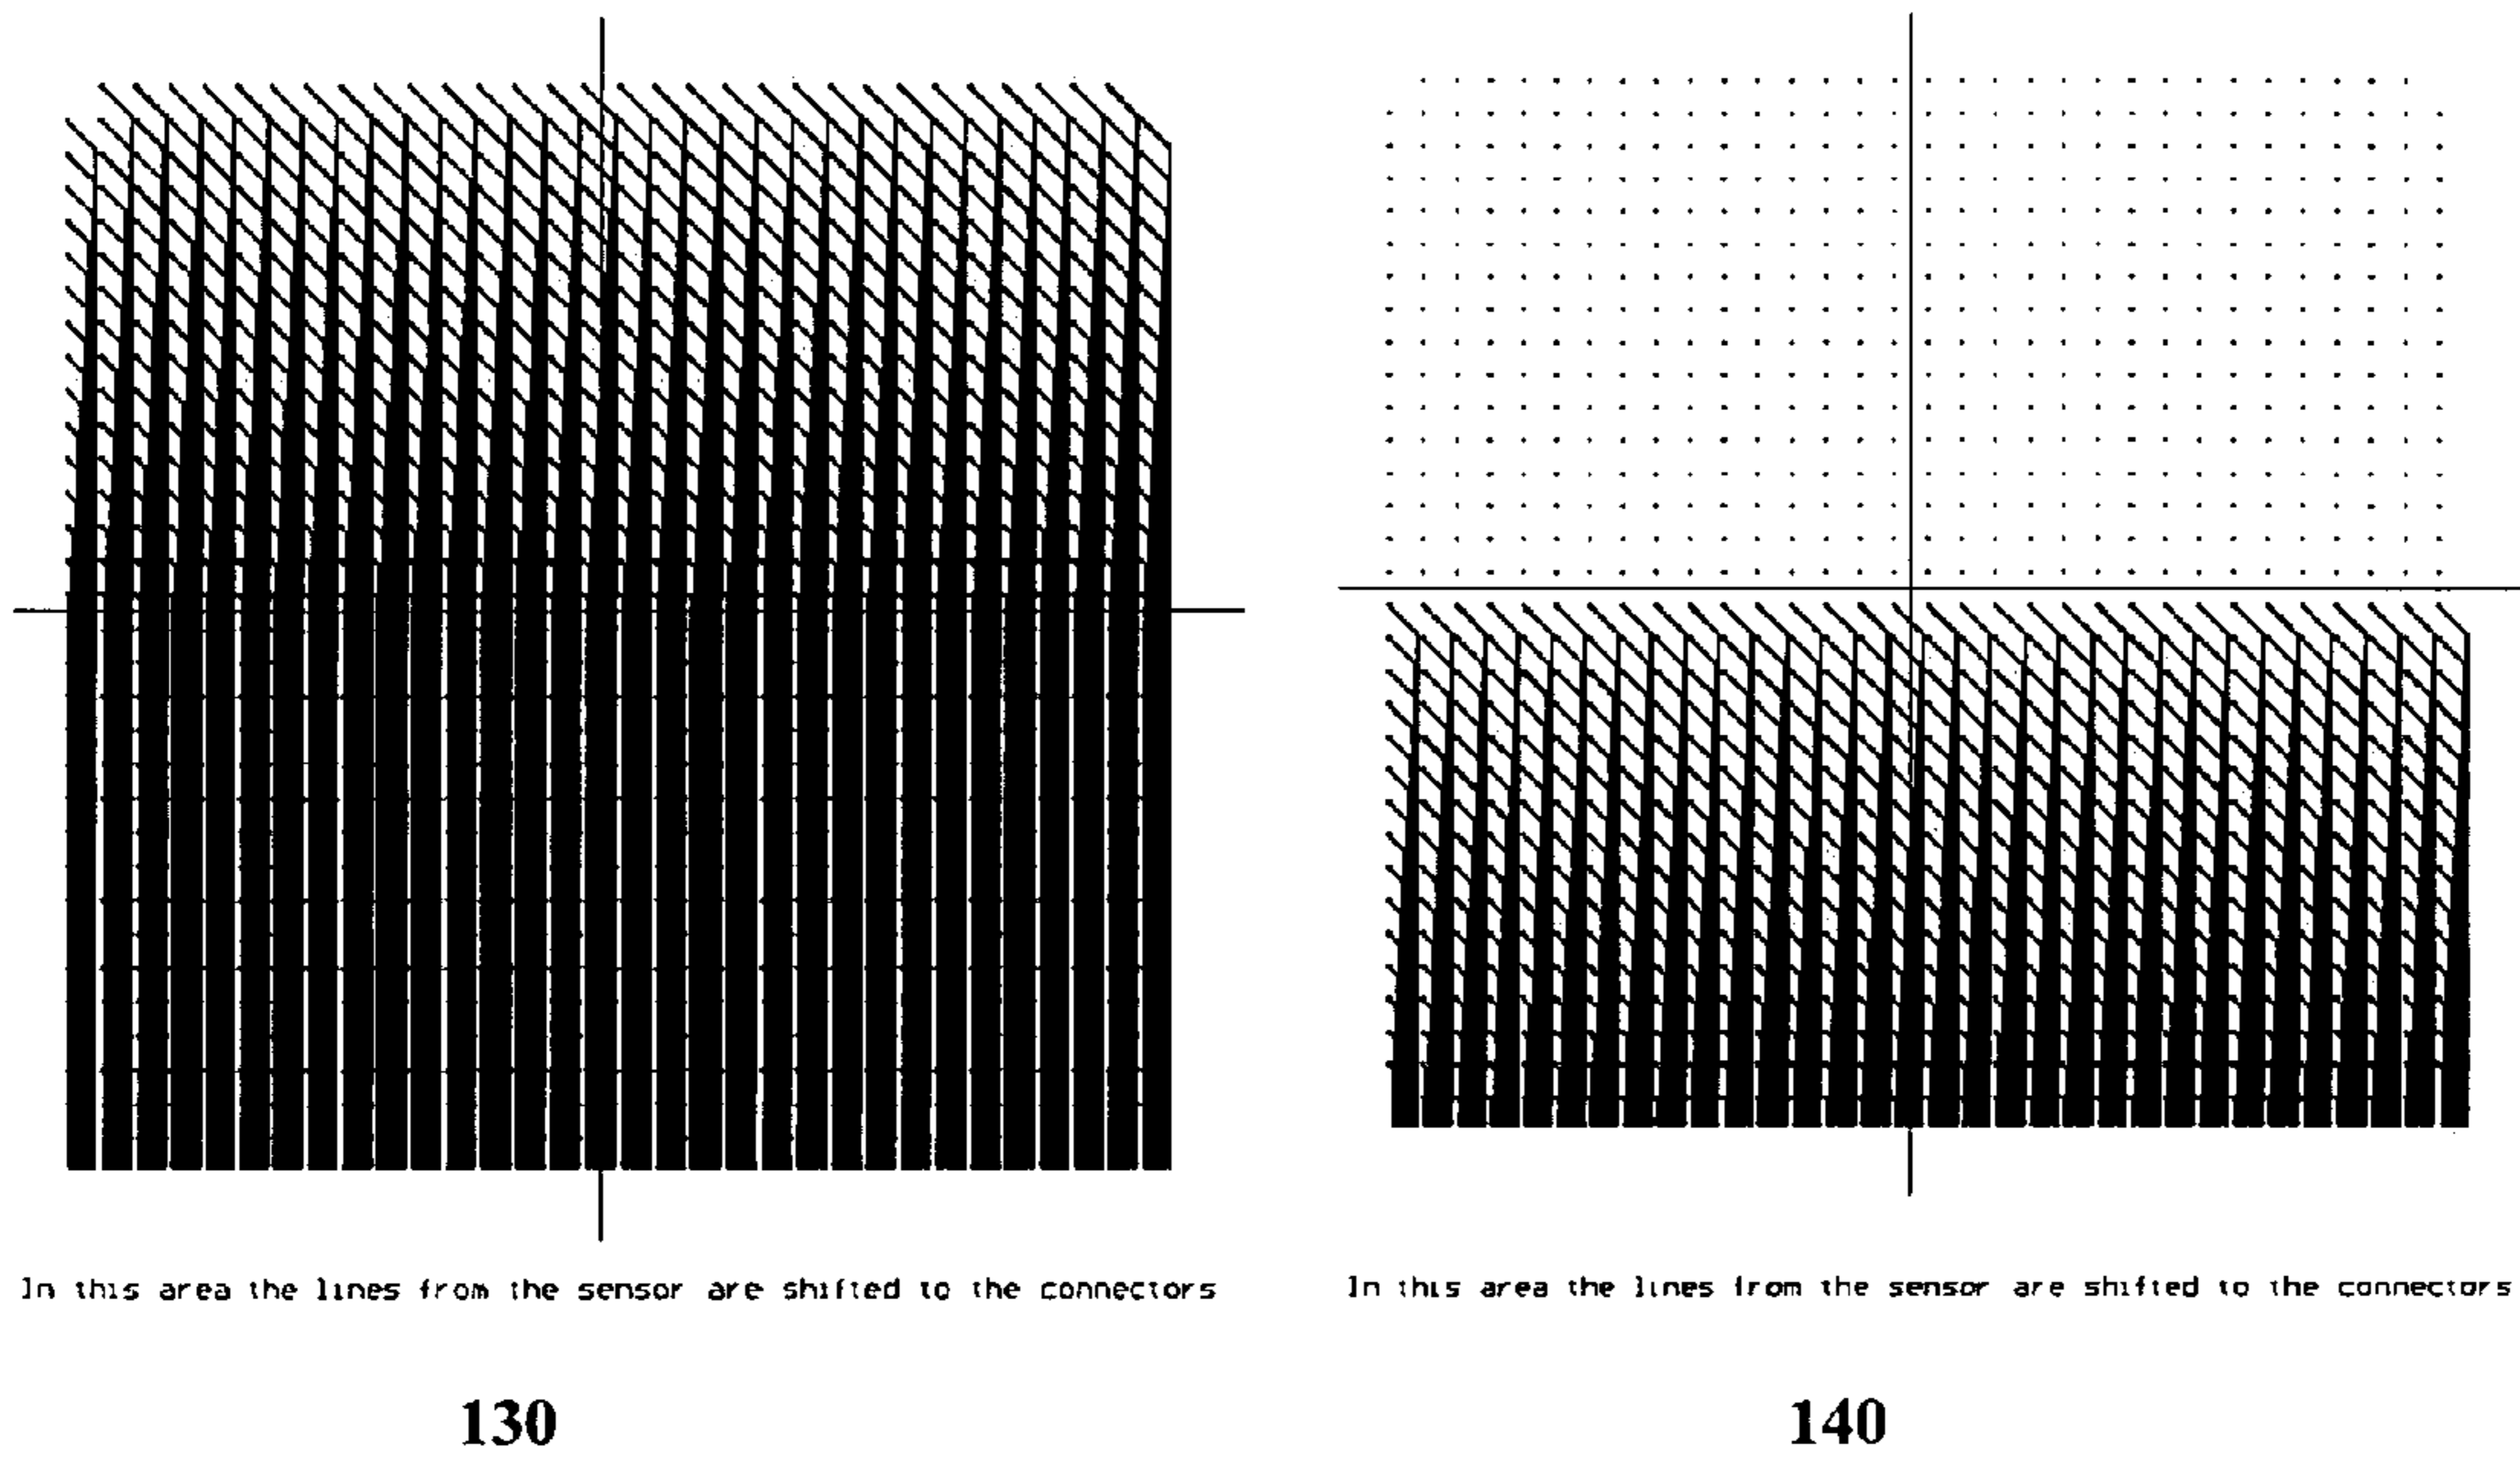 In this area the lines from the sensor are shifted to the connectors
In this area the lines from the sensor are shifted to the connectors
130
140